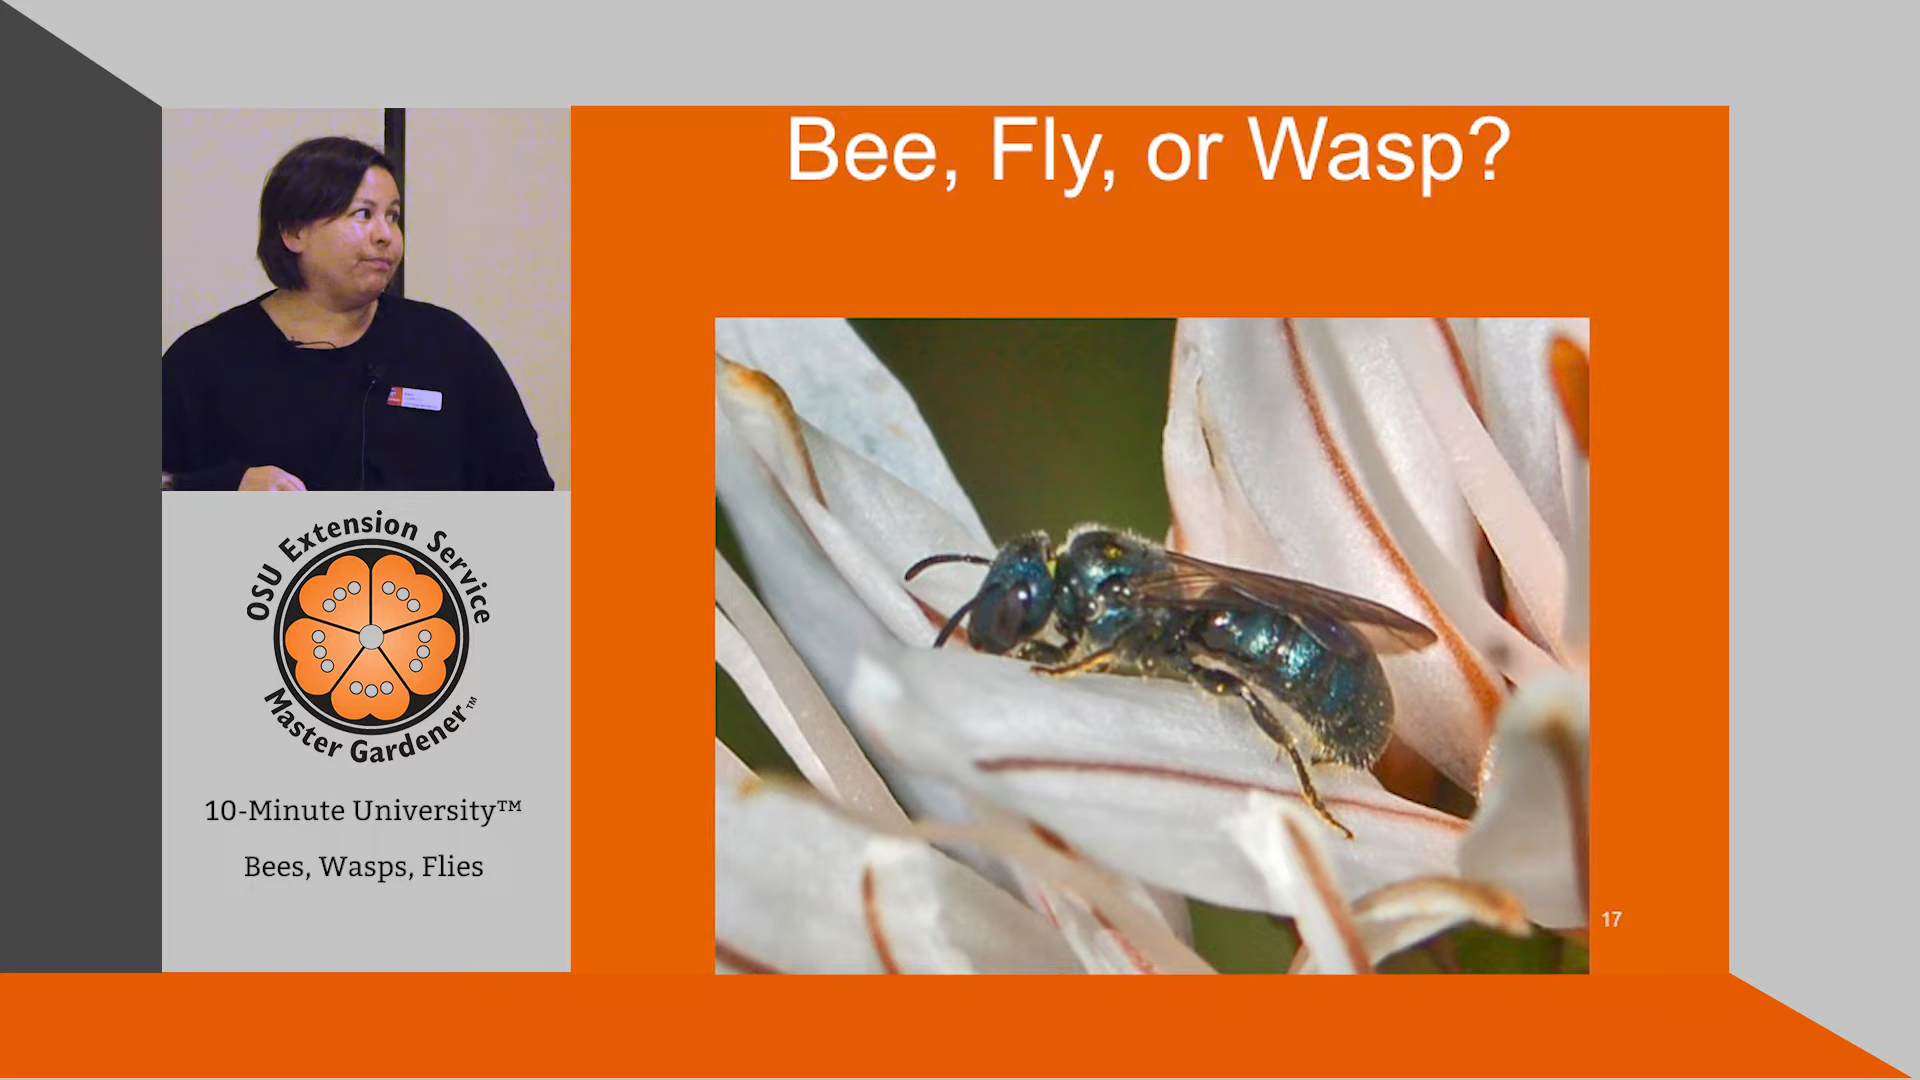 Bee, Fly, or Wasp?
OSU Extension Service
Master Gardener™
10-Minute University™
Bees, Wasps, Flies
17